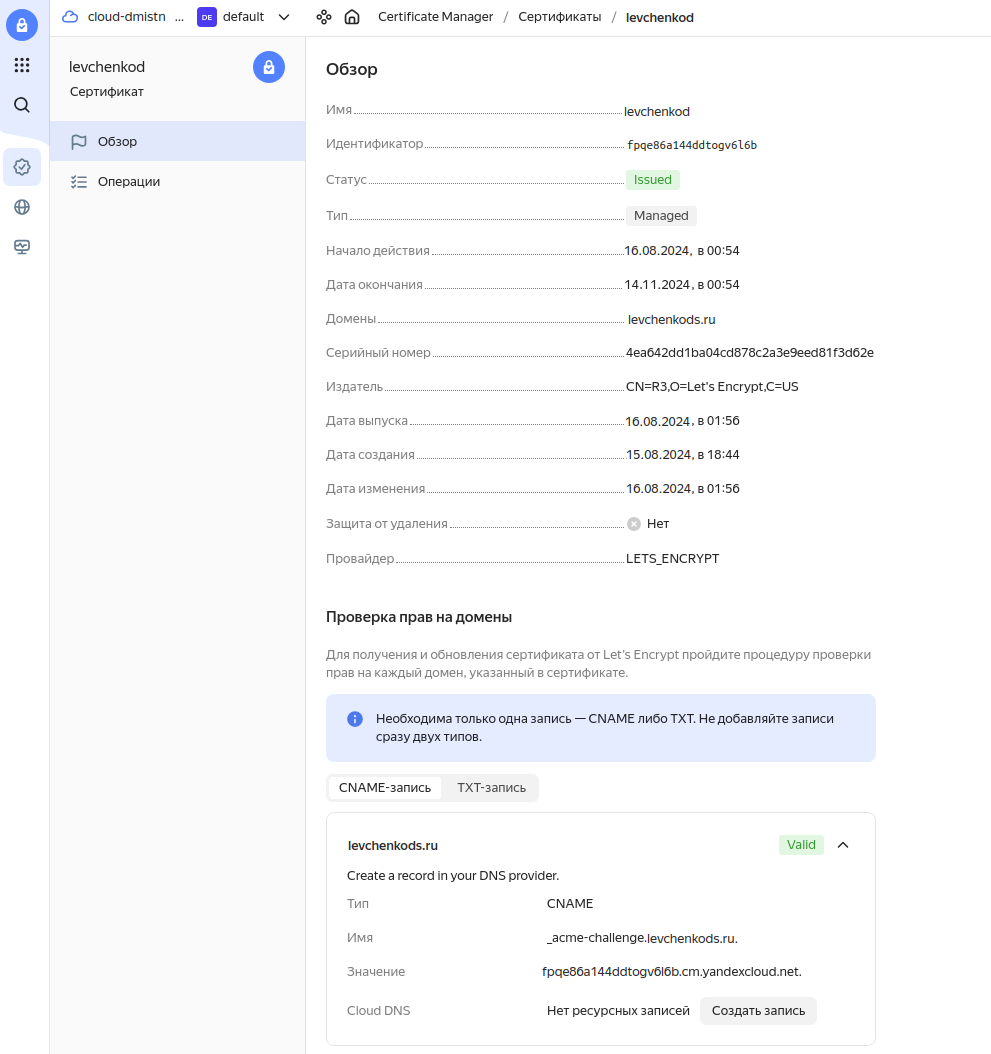 cloud-dmistn ... DE default Certificate Manager / Сертификаты / levchenkod
levchenkod
Сертификат
Обзор
Операции
Обзор
Имя levchenkod
Идентификатор fpqe86a144ddtogv6l6b
Статус Issued
Тип Managed
Начало действия 16.08.2024, в 00:54
Дата окончания 14.11.2024, в 00:54
Домены levchenkods.ru
Серийный номер 4ea642dd1ba04cd878c2a3e9eed81f3d62e
Издатель CN=R3,O=Let's Encrypt,C=US
Дата выпуска 16.08.2024, в 01:56
Дата создания 15.08.2024, в 18:44
Дата изменения 16.08.2024, в 01:56
Защита от удаления Нет
Провайдер LETS_ENCRYPT
Проверка прав на домены
Для получения и обновления сертификата от Let's Encrypt пройдите процедуру проверки
прав на каждый домен, указанный в сертификате.
Необходима только одна запись — CNAME либо TXT. Не добавляйте записи
сразу двух типов.
CNAME-запись TXT-запись
levchenkods.ru Valid
Create a record in your DNS provider.
Тип CNAME
Имя _acme-challenge.levchenkods.ru.
Значение fpqe86a144ddtogv6l6b.cm.yandexcloud.net.
Cloud DNS Нет ресурсных записей Создать запись